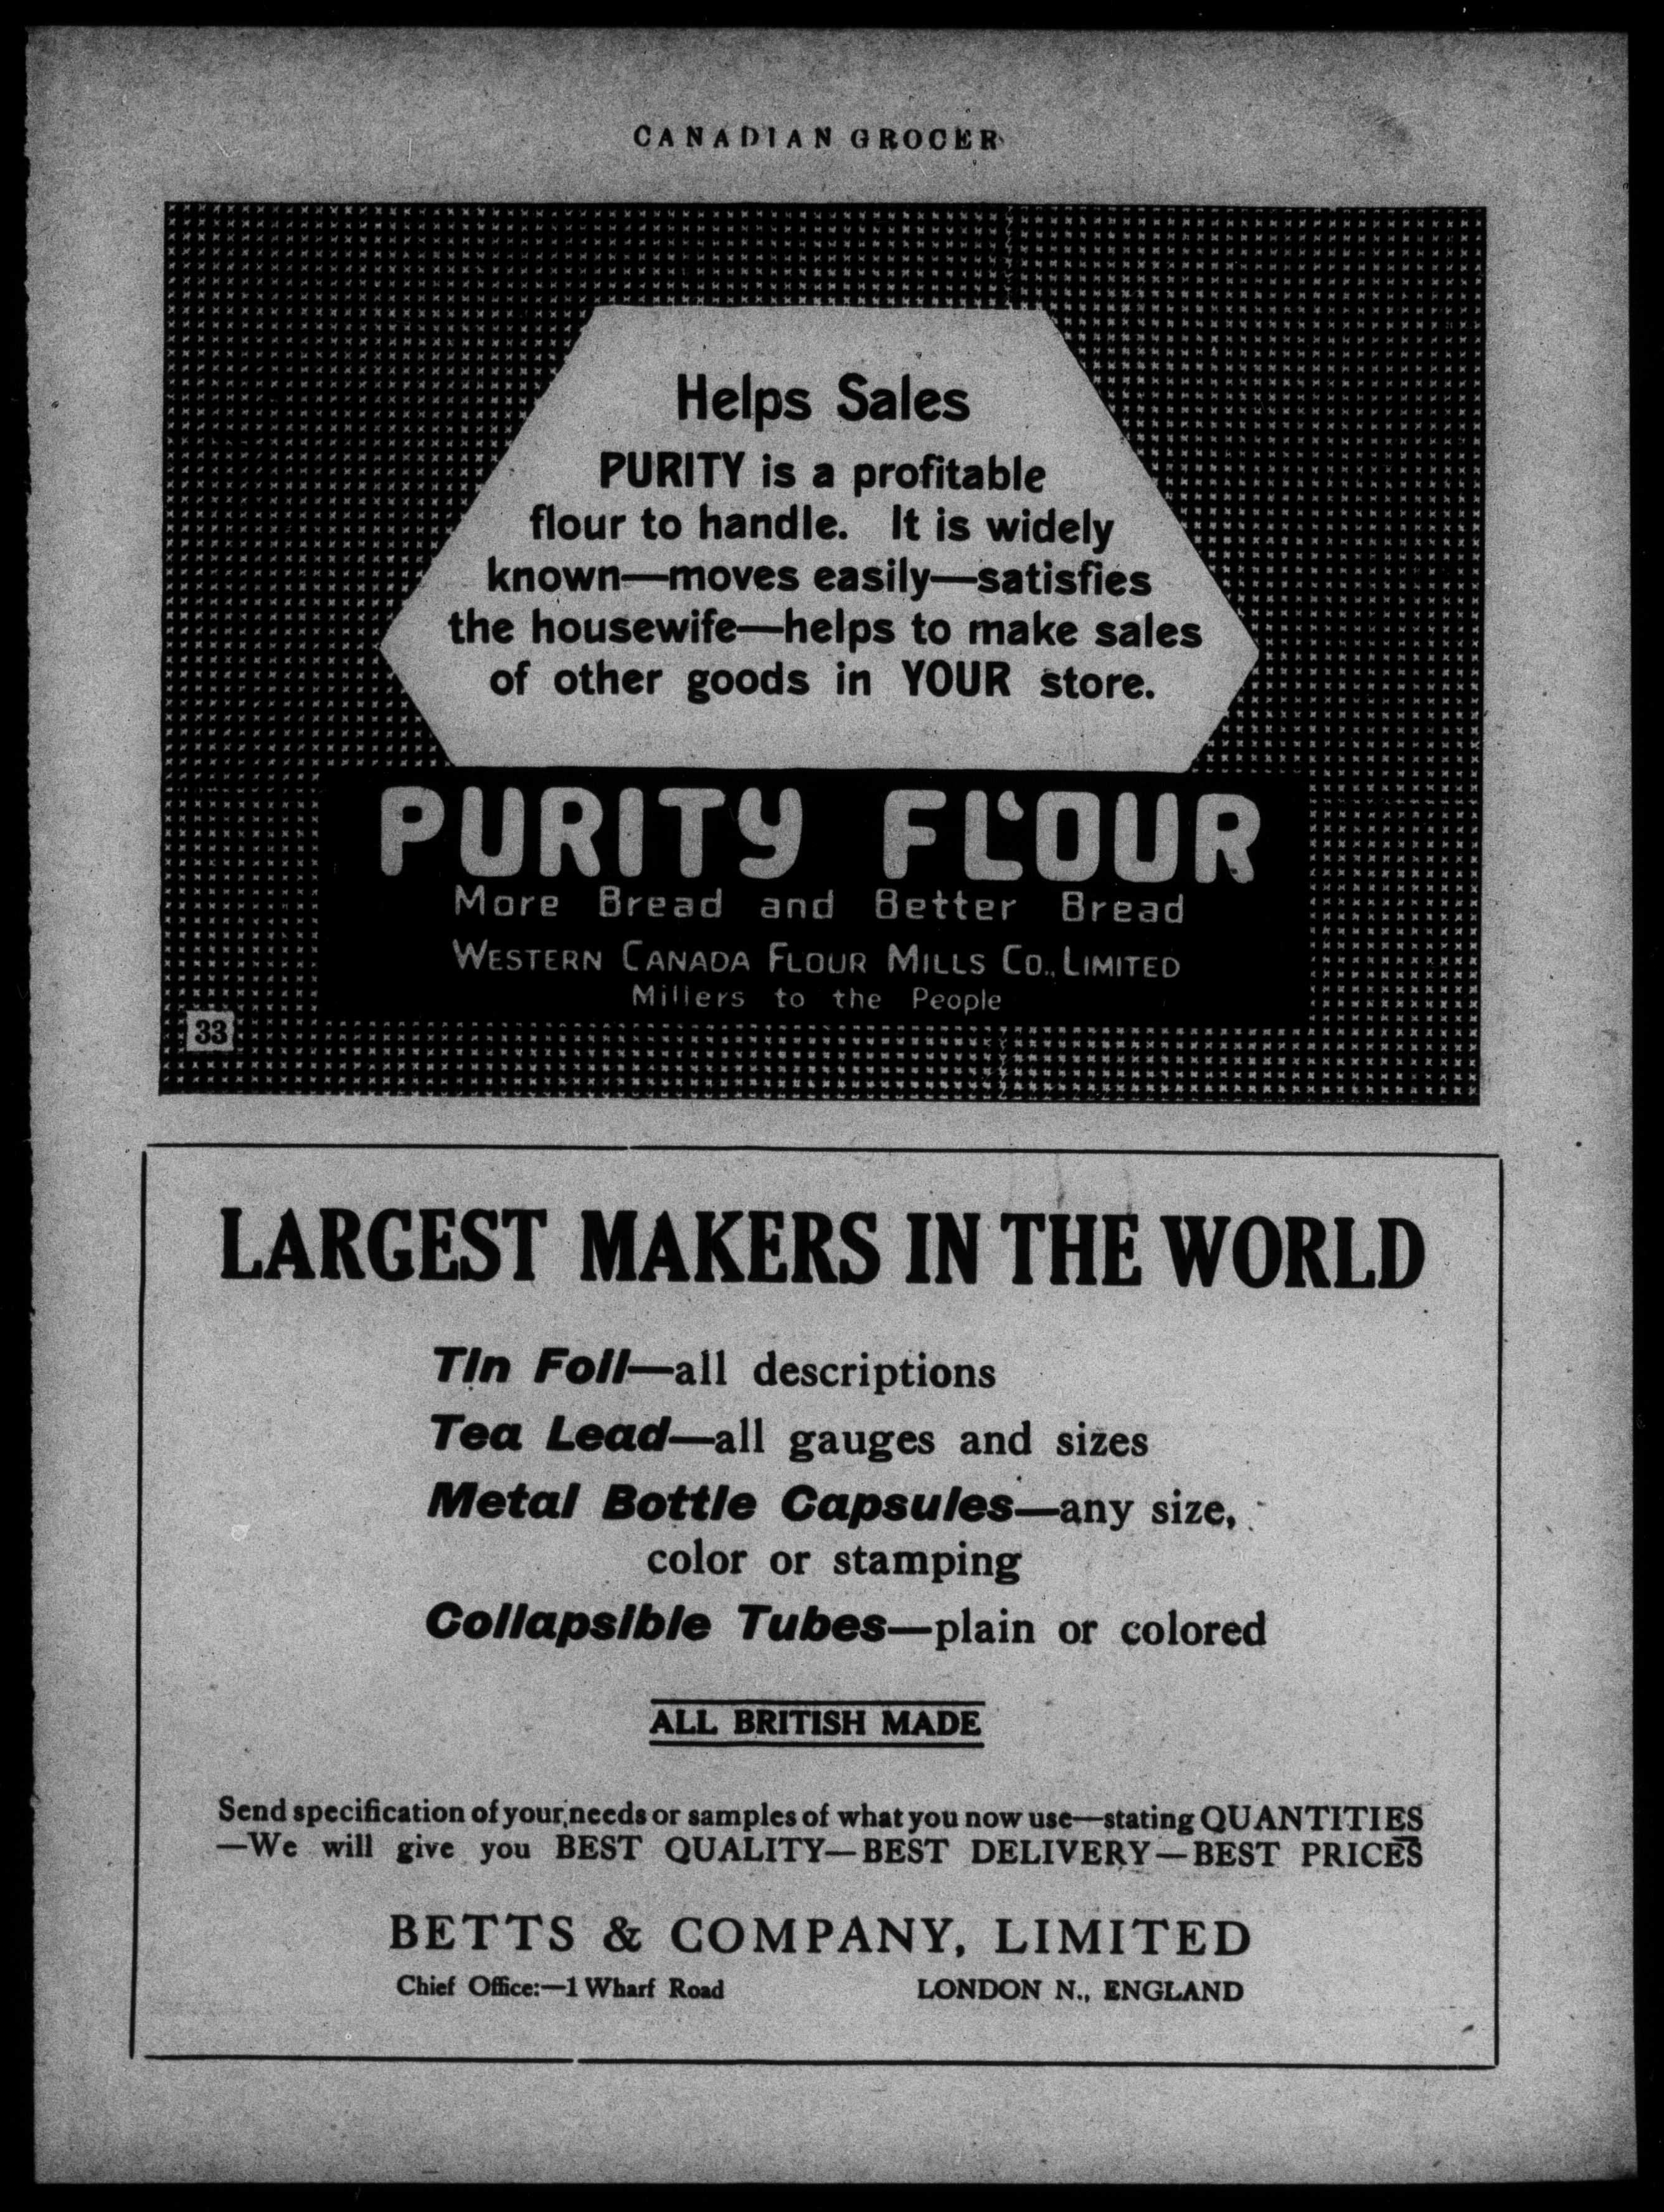 CANADIAN GROCER
Helps Sales
PURITY is a profitable
flour to handle. It is widely
known—moves easily—satisfies
the housewife—helps to make sales
of other goods in YOUR store.
PURITY FLOUR
More Bread and Better Bread
WESTERN CANADA FLOUR MILLS CO., LIMITED
Millers to the People
33
LARGEST MAKERS IN THE WORLD
Tin Foil—all descriptions
Tea Lead—all gauges and sizes
Metal Bottle Capsules—any size,
color or stamping
Collapsible Tubes—plain or colored
ALL BRITISH MADE
Send specification of your needs or samples of what you now use—stating QUANTITIES
—We will give you BEST QUALITY—BEST DELIVERY—BEST PRICES
BETTS & COMPANY, LIMITED
Chief Office:—1 Wharf Road LONDON N., ENGLAND